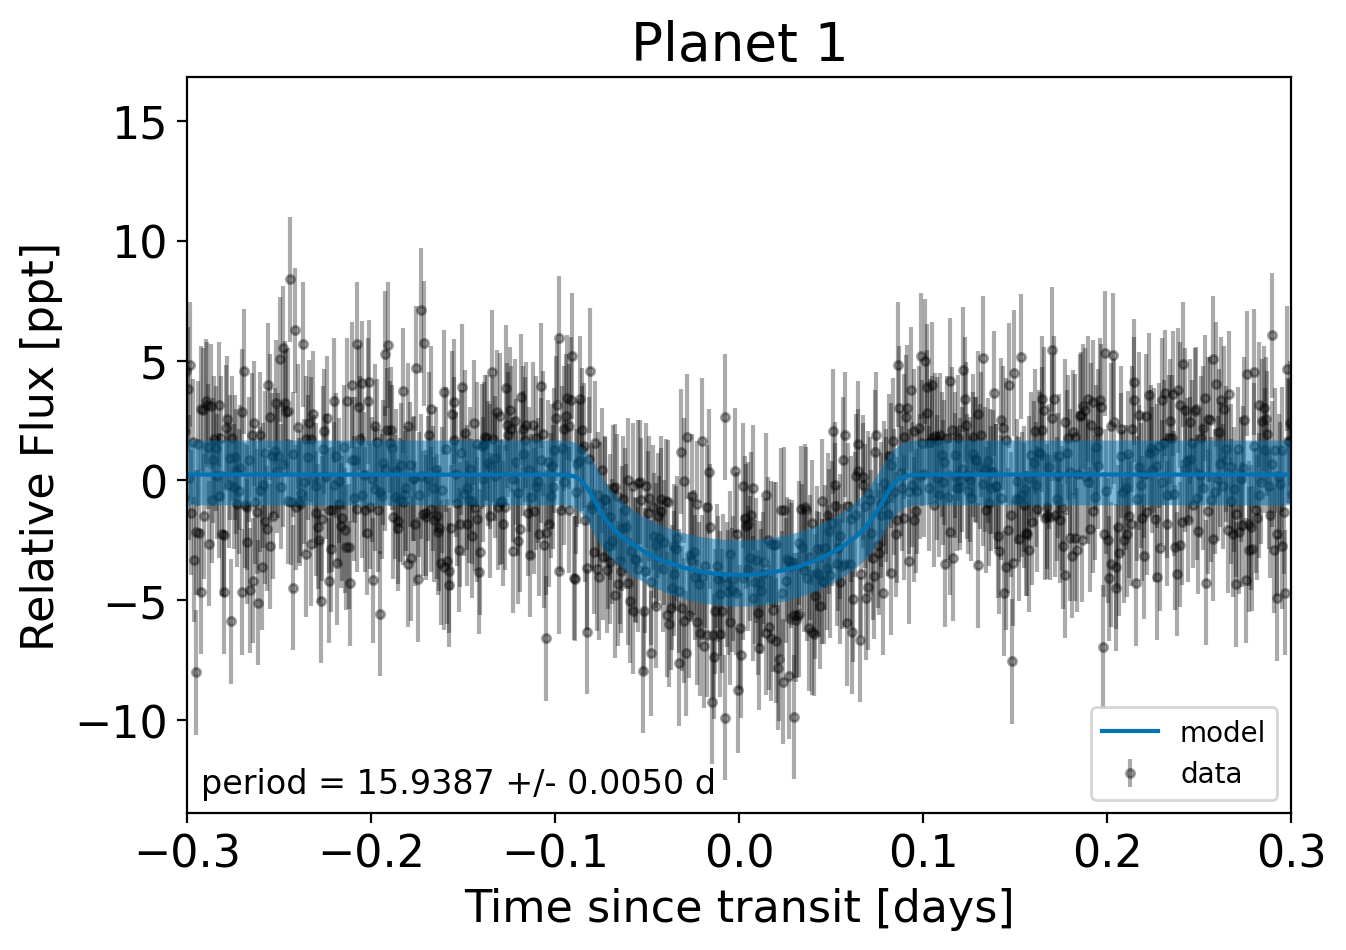 Planet 1
Relative Flux [ppt]
15
10
5
0
−5
−10
period = 15.9387 +/- 0.0050 d
model
data
−0.3 −0.2 −0.1 0.0 0.1 0.2 0.3
Time since transit [days]